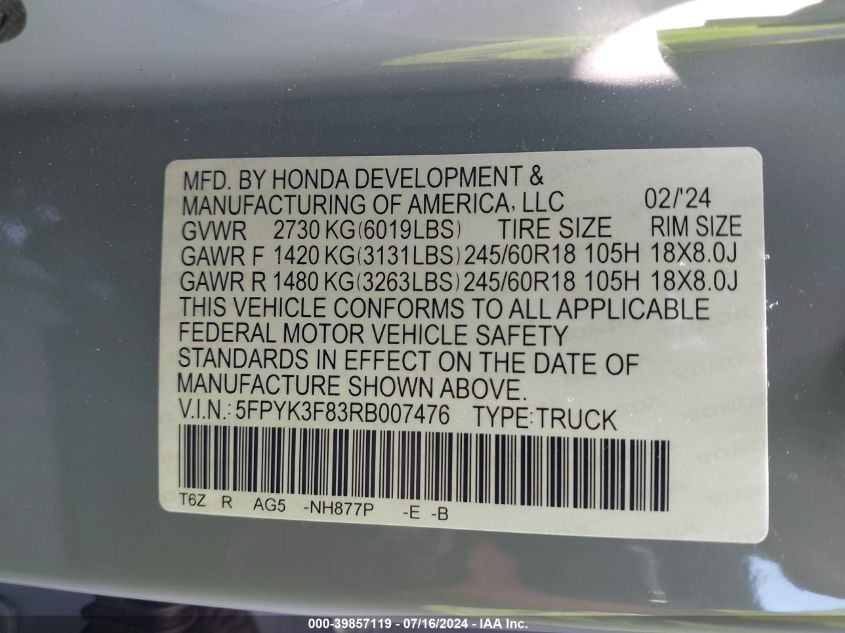 MFD. BY HONDA DEVELOPMENT &
MANUFACTURING OF AMERICA, LLC 02/'24
GVWR 2730 KG(6019LBS) TIRE SIZE RIM SIZE
GAWR F 1420 KG(3131LBS) 245/60R18 105H 18X8.0J
GAWR R 1480 KG(3263LBS) 245/60R18 105H 18X8.0J
THIS VEHICLE CONFORMS TO ALL APPLICABLE
FEDERAL MOTOR VEHICLE SAFETY
STANDARDS IN EFFECT ON THE DATE OF
MANUFACTURE SHOWN ABOVE.
V.I.N.: 5FPYK3F83RB007476 TYPE:TRUCK
T6Z R AG5 -NH877P -E -B
000-39857119 / 07/16/2024 - IAA Inc.